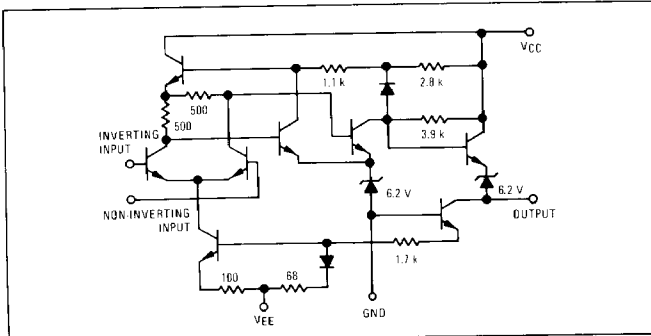 VCC
1.1 k
2.8 k
500
500
3.9 k
INVERTING
INPUT
6.2 V
6.2 V
NON-INVERTING
INPUT
OUTPUT
1.7 k
100
68
VEE
GND